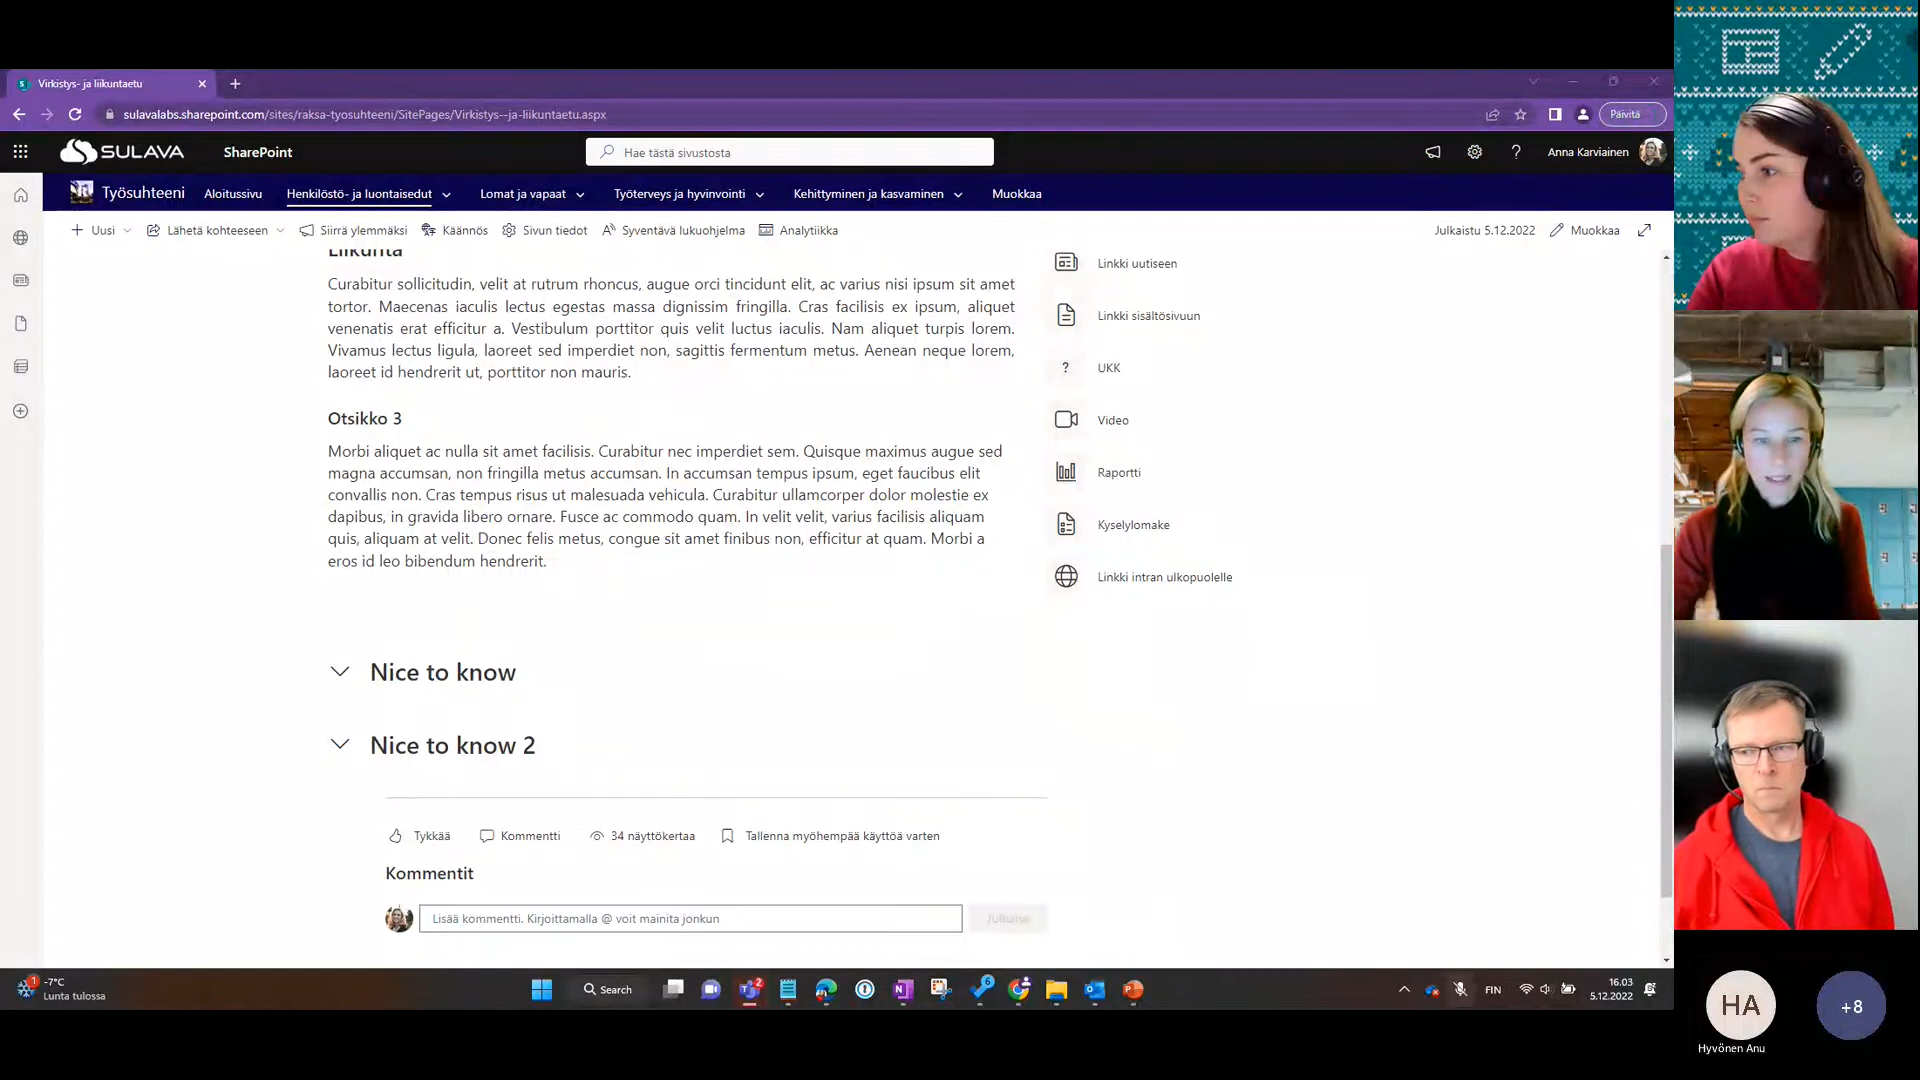 Virkistys- ja liikuntaetu
sulavalabs.sharepoint.com/sites/raksa-tyosuhteeni/SitePages/Virkistys--ja-liikuntaetu.aspx
Päivitä
SULAVA
SharePoint
Hae tästä sivustosta
Anna Karviainen
Työsuhteeni
Aloitussivu
Henkilöstö- ja luontaisedut
Lomat ja vapaat
Työterveys ja hyvinvointi
Kehittyminen ja kasvaminen
Muokkaa
Uusi
Lähetä kohteeseen
Siirrä ylemmäksi
Käännös
Sivun tiedot
Syventävä lukuohjelma
Analytiikka
Julkaistu 5.12.2022
Muokkaa
Liikunta
Curabitur sollicitudin, velit at rutrum rhoncus, augue orci tincidunt elit, ac varius nisi ipsum sit amet
tortor. Maecenas iaculis lectus egestas massa dignissim fringilla. Cras facilisis ex ipsum, aliquet
venenatis erat efficitur a. Vestibulum porttitor quis velit luctus iaculis. Nam aliquet turpis lorem.
Vivamus lectus ligula, laoreet sed imperdiet non, sagittis fermentum metus. Aenean neque lorem,
laoreet id hendrerit ut, porttitor non mauris.
Otsikko 3
Morbi aliquet ac nulla sit amet facilisis. Curabitur nec imperdiet sem. Quisque maximus augue sed
magna accumsan, non fringilla metus accumsan. In accumsan tempus ipsum, eget faucibus elit
convallis non. Cras tempus risus ut malesuada vehicula. Curabitur ullamcorper dolor molestie ex
dapibus, in gravida libero ornare. Fusce ac commodo quam. In velit velit, varius facilisis aliquam
quis, aliquam at velit. Donec felis metus, congue sit amet finibus non, efficitur at quam. Morbi a
eros id leo bibendum hendrerit.
Linkki uutiseen
Linkki sisältösivuun
UKK
Video
Raportti
Kyselylomake
Linkki intran ulkopuolelle
Nice to know
Nice to know 2
Tykkää
Kommentti
34 näyttökertaa
Tallenna myöhempää käyttöä varten
Kommentit
Lisää kommentti. Kirjoittamalla @ voit mainita jonkun
Julkaise
1
-7°C
Lunta tulossa
Search
2
6
FIN
16.03
5.12.2022
HA
Hyvönen Anu
+8